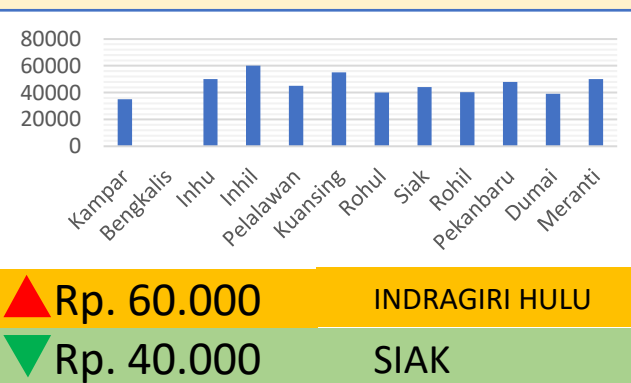 80000
60000
40000
20000
0
Kampar
Bengkalis
Inhu
Inhil
Pelalawan
Kuansing
Rohul
Siak
Rohil
Pekanbaru
Dumai
Meranti
Rp. 60.000 INDRAGIRI HULU
Rp. 40.000 SIAK